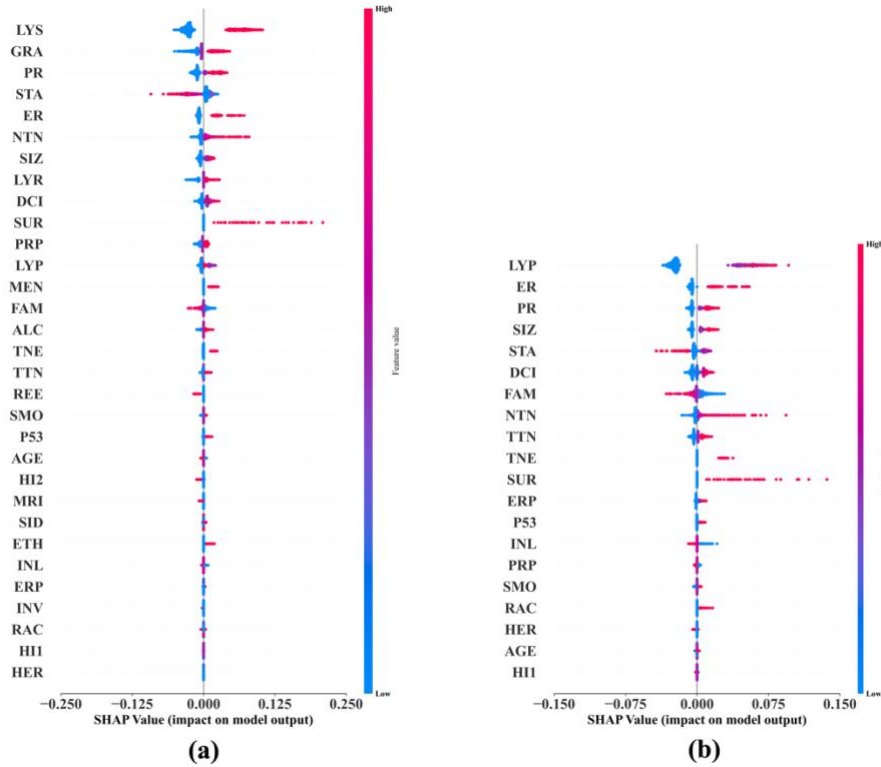 High
LYS
GRA
PR
STA
ER
NTN
SIZ
LYR
DCI
SUR
PRP
LYP
MEN
FAM
ALC
TNE
TTN
REE
SMO
P53
AGE
HI2
MRI
SID
ETH
INL
ERP
INV
RAC
HI1
HER
Feature value
Low
−0.250 −0.125 0.000 0.125 0.250
SHAP Value (impact on model output)
(a)
High
LYP
ER
PR
SIZ
STA
DCI
FAM
NTN
TTN
TNE
SUR
ERP
P53
INL
PRP
SMO
RAC
HER
AGE
HI1
Low
−0.150 −0.075 0.000 0.075 0.150
SHAP Value (impact on model output)
(b)